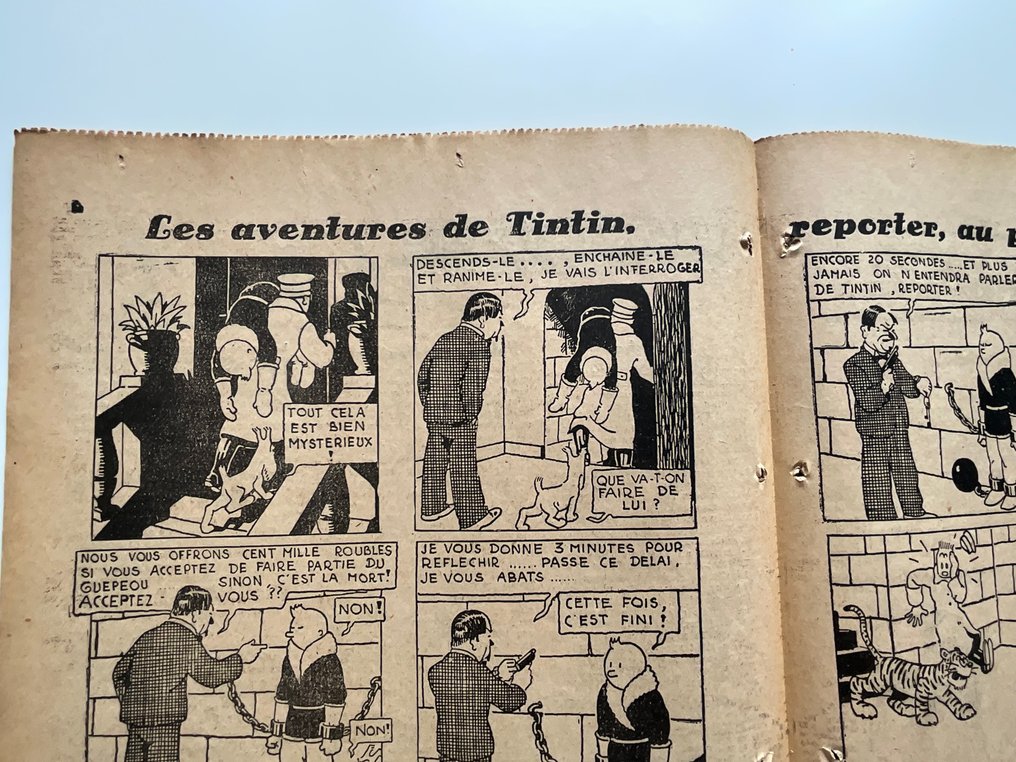 Les aventures de Tintin.
reporter, au
TOUT CELA
EST BIEN
MYSTERIEUX
!
DESCENDS-LE...., ENCHAINE-LE
ET RANIME-LE, JE VAIS L'INTERROGER
QUE VA-T-ON
FAIRE DE
LUI ?
NOUS VOUS OFFRONS CENT MILLE ROUBLES
SI VOUS ACCEPTEZ DE FAIRE PARTIE DU
GUEPEOU SINON, C'EST LA MORT!
ACCEPTEZ- VOUS ??
NON!
NON!
JE VOUS DONNE 3 MINUTES POUR
REFLECHIR ...... PASSE CE DELAI,
JE VOUS ABATS ......
CETTE FOIS,
C'EST FINI !
ENCORE 20 SECONDES .....ET PLUS
JAMAIS ON N'ENTENDRA PARLER
DE TINTIN, REPORTER !